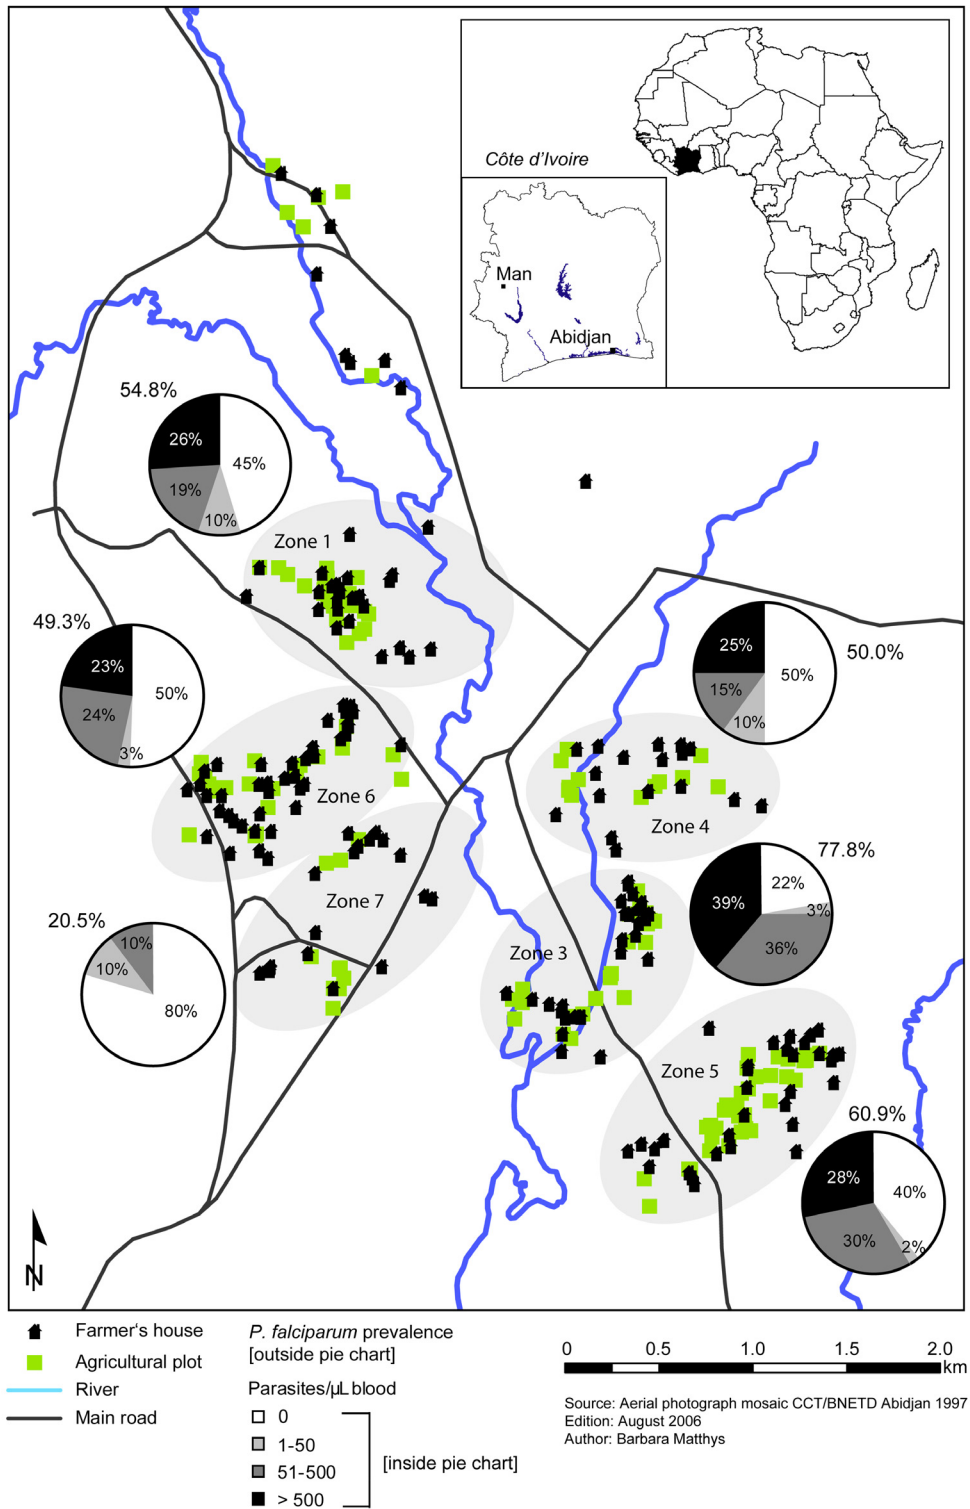 Côte d'Ivoire
Man
Abidjan
54.8%
26%
45%
19%
10%
Zone 1
49.3%
23%
50%
24%
3%
25%
50%
15%
10%
50.0%
Zone 6
Zone 4
77.8%
39%
22%
3%
36%
Zone 7
20.5%
10%
10%
80%
Zone 3
Zone 5
60.9%
28%
40%
30%
2%
N
Farmer's house
Agricultural plot
River
Main road
P. falciparum prevalence
[outside pie chart]
Parasites/µL blood
0
1-50
51-500
> 500
[inside pie chart]
0 0.5 1.0 1.5 2.0
km
Source: Aerial photograph mosaic CCT/BNETD Abidjan 1997
Edition: August 2006
Author: Barbara Matthys